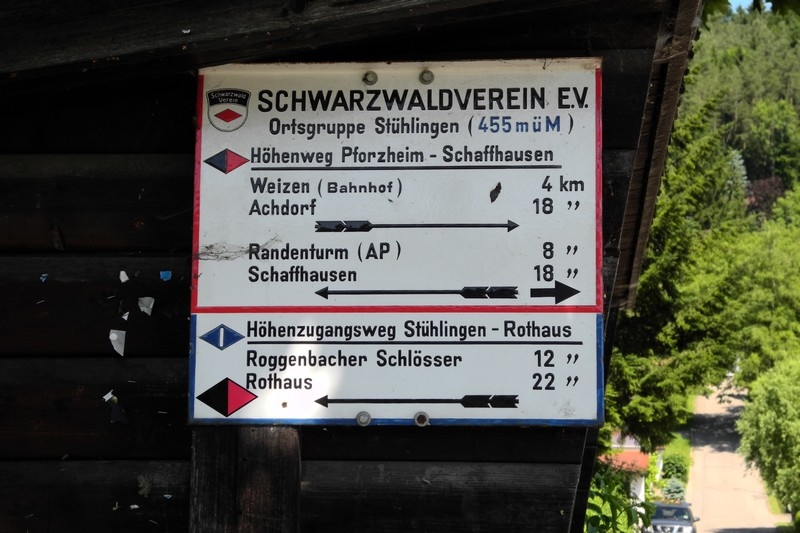 Schwarzwald
Verein
SCHWARZWALDVEREIN E.V.
Ortsgruppe Stühlingen (455 m ü M)
Höhenweg Pforzheim - Schaffhausen
Weizen (Bahnhof) 4 km
Achdorf 18 ״
Randenturm (AP) 8 ״
Schaffhausen 18 ״
Höhenzugangsweg Stühlingen - Rothaus
Roggenbacher Schlösser 12 ״
Rothaus 22 ״